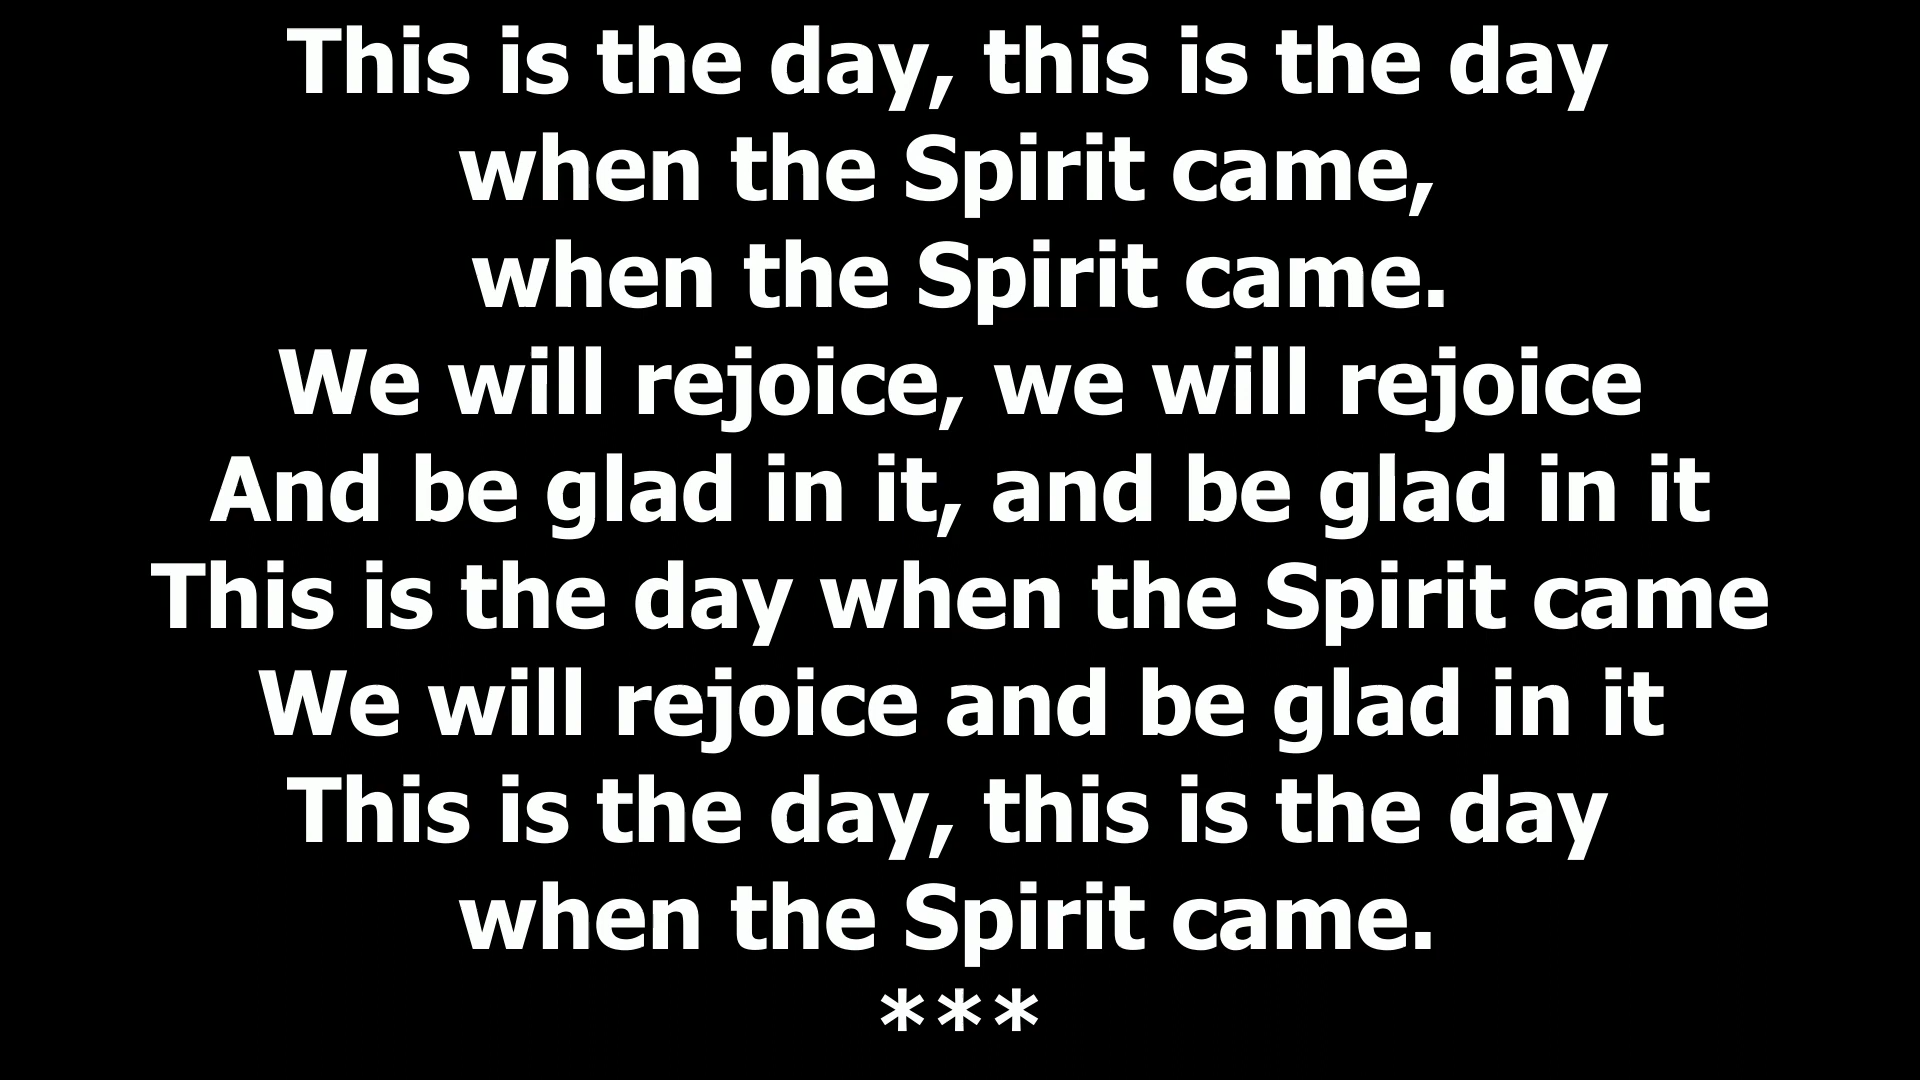 This is the day, this is the day
when the Spirit came,
when the Spirit came.
We will rejoice, we will rejoice
And be glad in it, and be glad in it
This is the day when the Spirit came
We will rejoice and be glad in it
This is the day, this is the day
when the Spirit came.
***